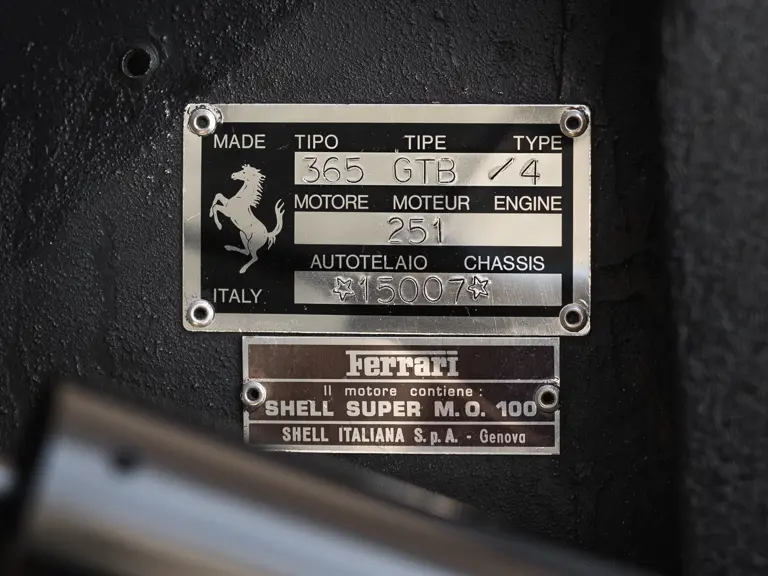 MADE TIPO TIPE TYPE
365 GTB /4
MOTORE MOTEUR ENGINE
251
AUTOTELAIO CHASSIS
ITALY *15007*
Ferrari
Il motore contiene:
SHELL SUPER M.O. 100
SHELL ITALIANA S.p.A. - Genova